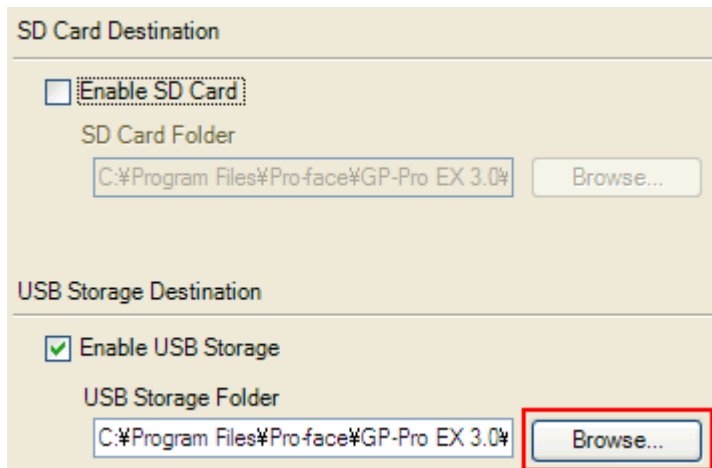 SD Card Destination
Enable SD Card
SD Card Folder
C:¥Program Files¥Pro-face¥GP-Pro EX 3.0¥
Browse...
USB Storage Destination
Enable USB Storage
USB Storage Folder
C:¥Program Files¥Pro-face¥GP-Pro EX 3.0¥
Browse...